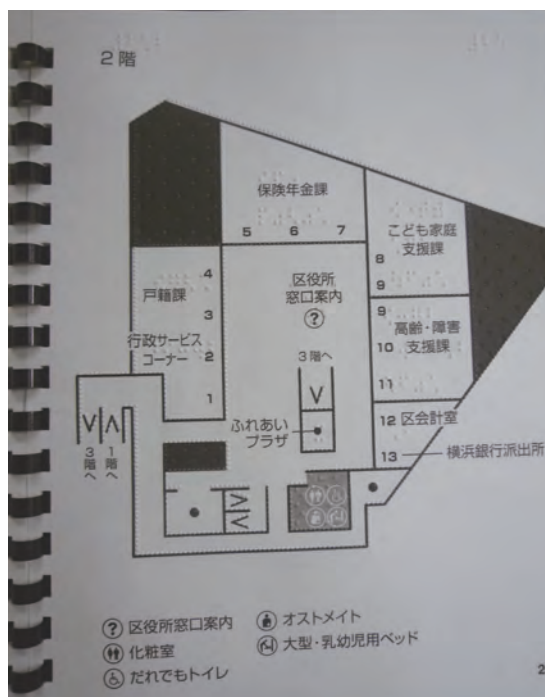 2階
保険年金課
5 6 7
こども家庭
支援課
8
9
4
戸籍課
3
行政サービス
コーナー
2
1
区役所
窓口案内
?
9
高齢・障害
支援課
10
11
3階へ
ふれあい
プラザ
12 区会計室
13
横浜銀行派出所
3階へ
1階へ
? 区役所窓口案内
化粧室
だれでもトイレ
オストメイト
大型・乳幼児用ベッド
2